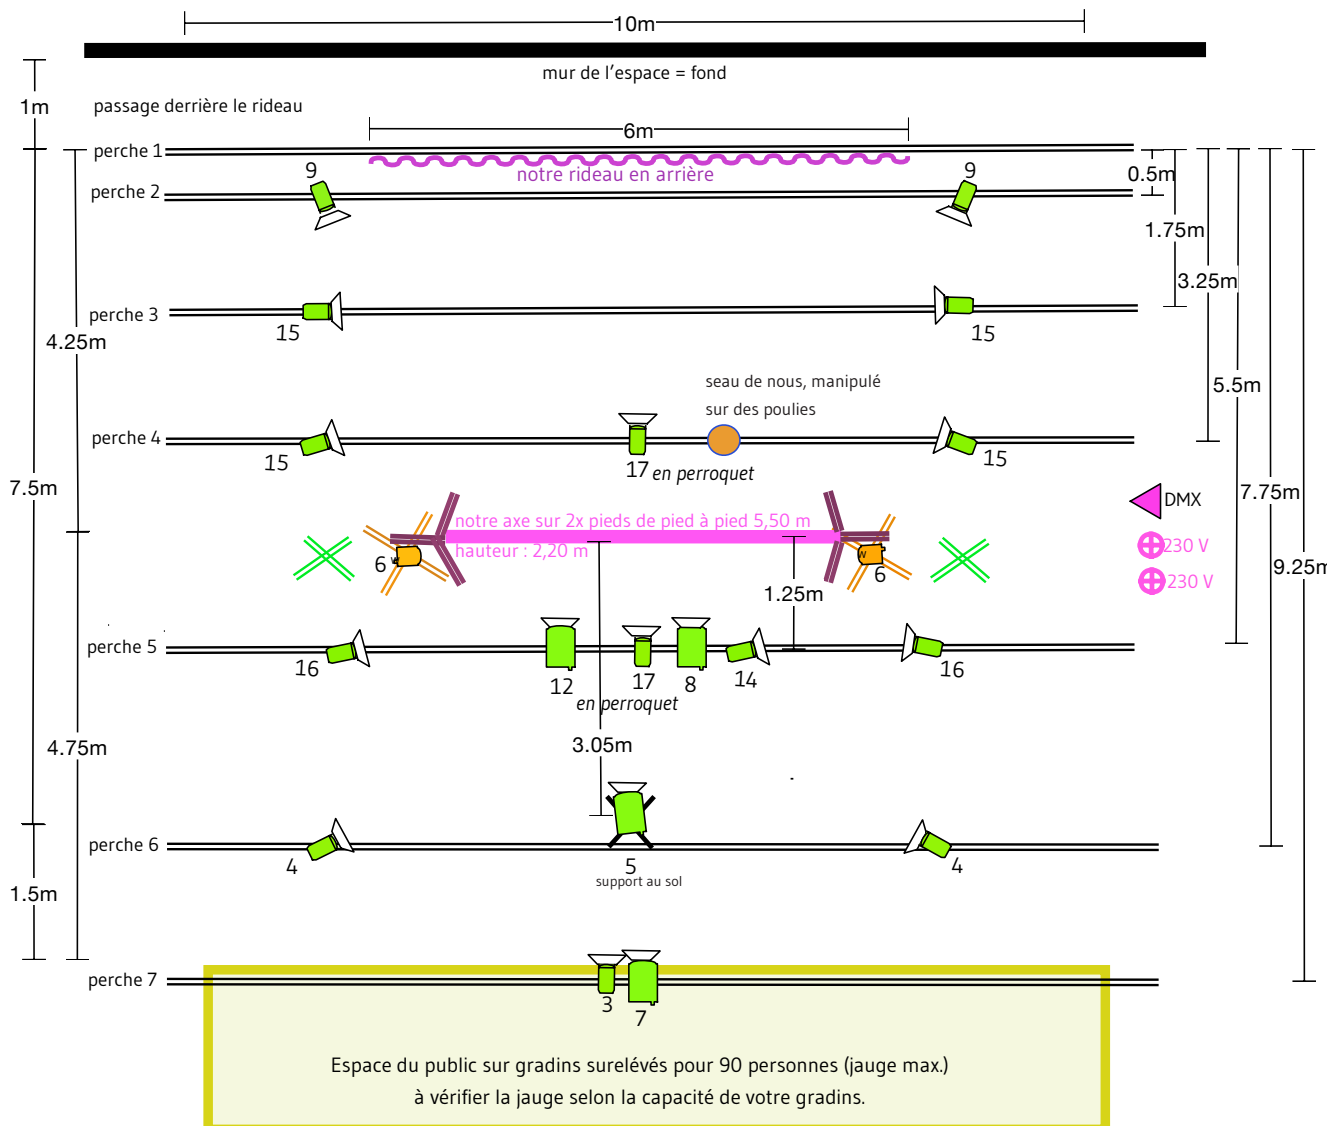 10m
mur de l'espace = fond
1m
passage derrière le rideau
6m
perche 1
notre rideau en arrière
9
9
0.5m
perche 2
1.75m
3.25m
perche 3
15
15
4.25m
5.5m
seau de nous, manipulé
sur des poulies
perche 4
15
17 en perroquet
15
7.5m
7.75m
DMX
notre axe sur 2x pieds de pied à pied 5,50 m
hauteur : 2,20 m
230 V
230 V
9.25m
6
w
w
6
1.25m
perche 5
16
12
17
8
14
16
en perroquet
4.75m
3.05m
perche 6
4
5
4
support au sol
1.5m
perche 7
3
7
Espace du public sur gradins surelévés pour 90 personnes (jauge max.)
à vérifier la jauge selon la capacité de votre gradins.